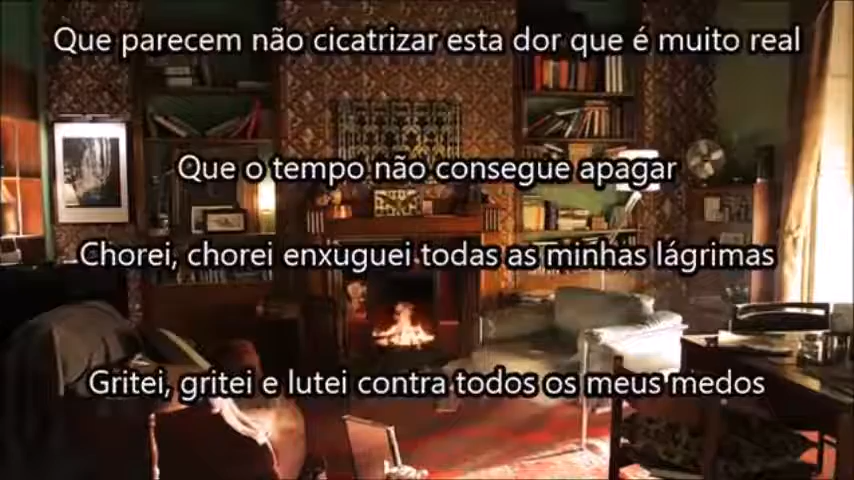 Que parecem não cicatrizar esta dor que é muito real
Que o tempo não consegue apagar
Chorei, chorei enxuguei todas as minhas lágrimas
Gritei, gritei e lutei contra todos os meus medos